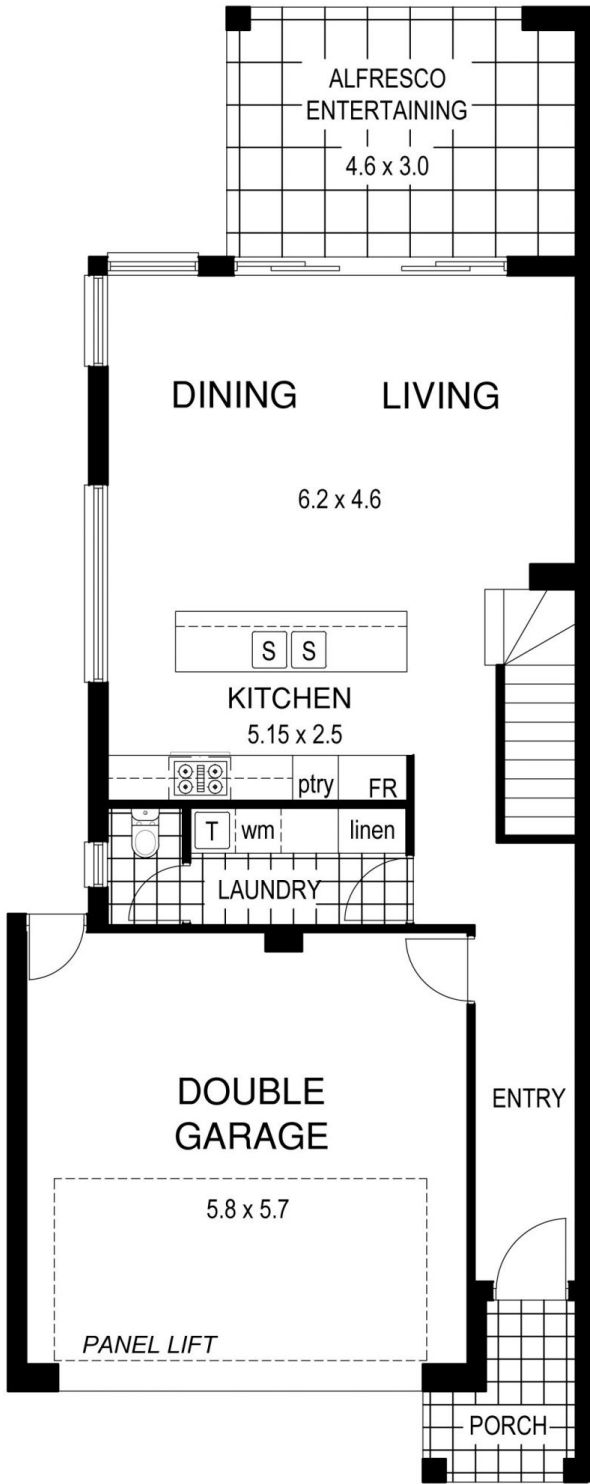 ALFRESCO
ENTERTAINING
4.6 x 3.0
DINING LIVING
6.2 x 4.6
S S
KITCHEN
5.15 x 2.5
ptry FR
T wm linen
LAUNDRY
DOUBLE
GARAGE
ENTRY
5.8 x 5.7
PANEL LIFT
PORCH